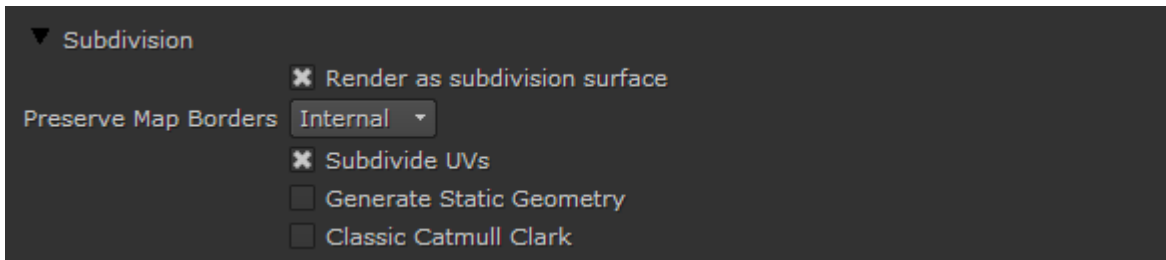 Subdivision
Render as subdivision surface
Preserve Map Borders Internal
Subdivide UVs
Generate Static Geometry
Classic Catmull Clark